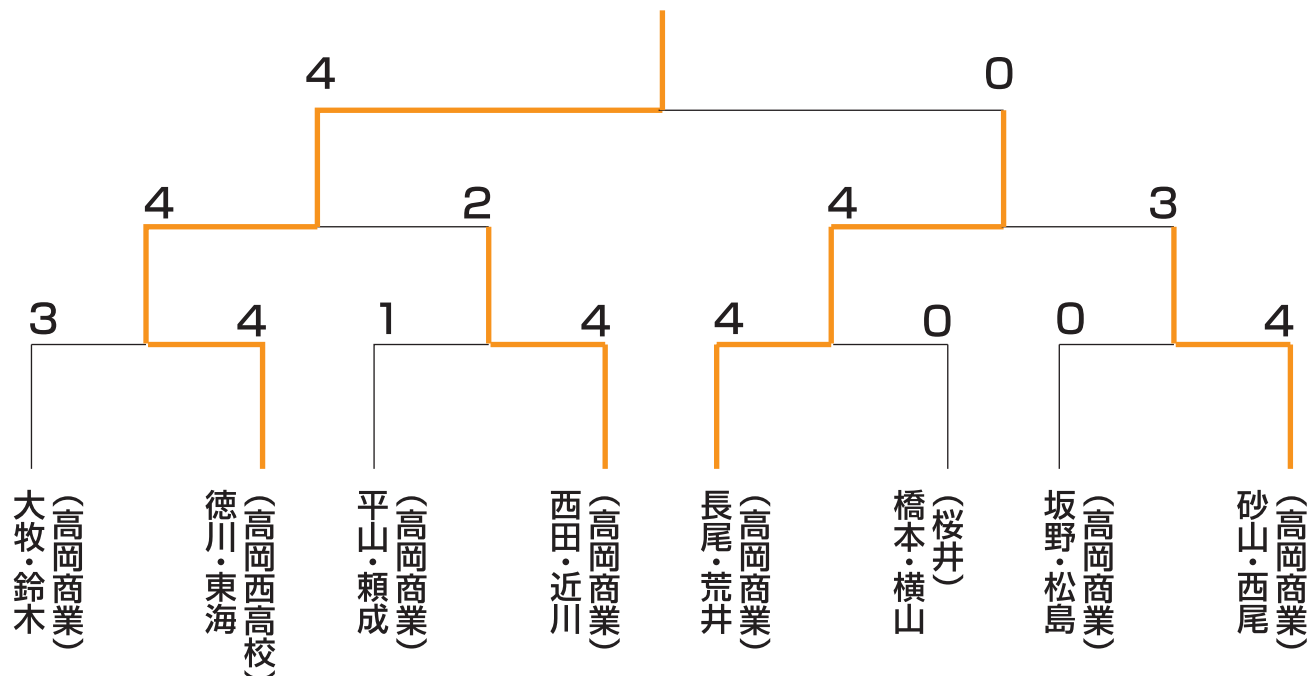 4
0
4
2
4
3
3
4
1
4
4
0
0
4
大牧・鈴木
（高岡商業）
徳川・東海
（高岡西高校）
平山・頼成
（高岡商業）
西田・近川
（高岡商業）
長尾・荒井
（高岡商業）
橋本・横山
（桜井）
坂野・松島
（高岡商業）
砂山・西尾
（高岡商業）